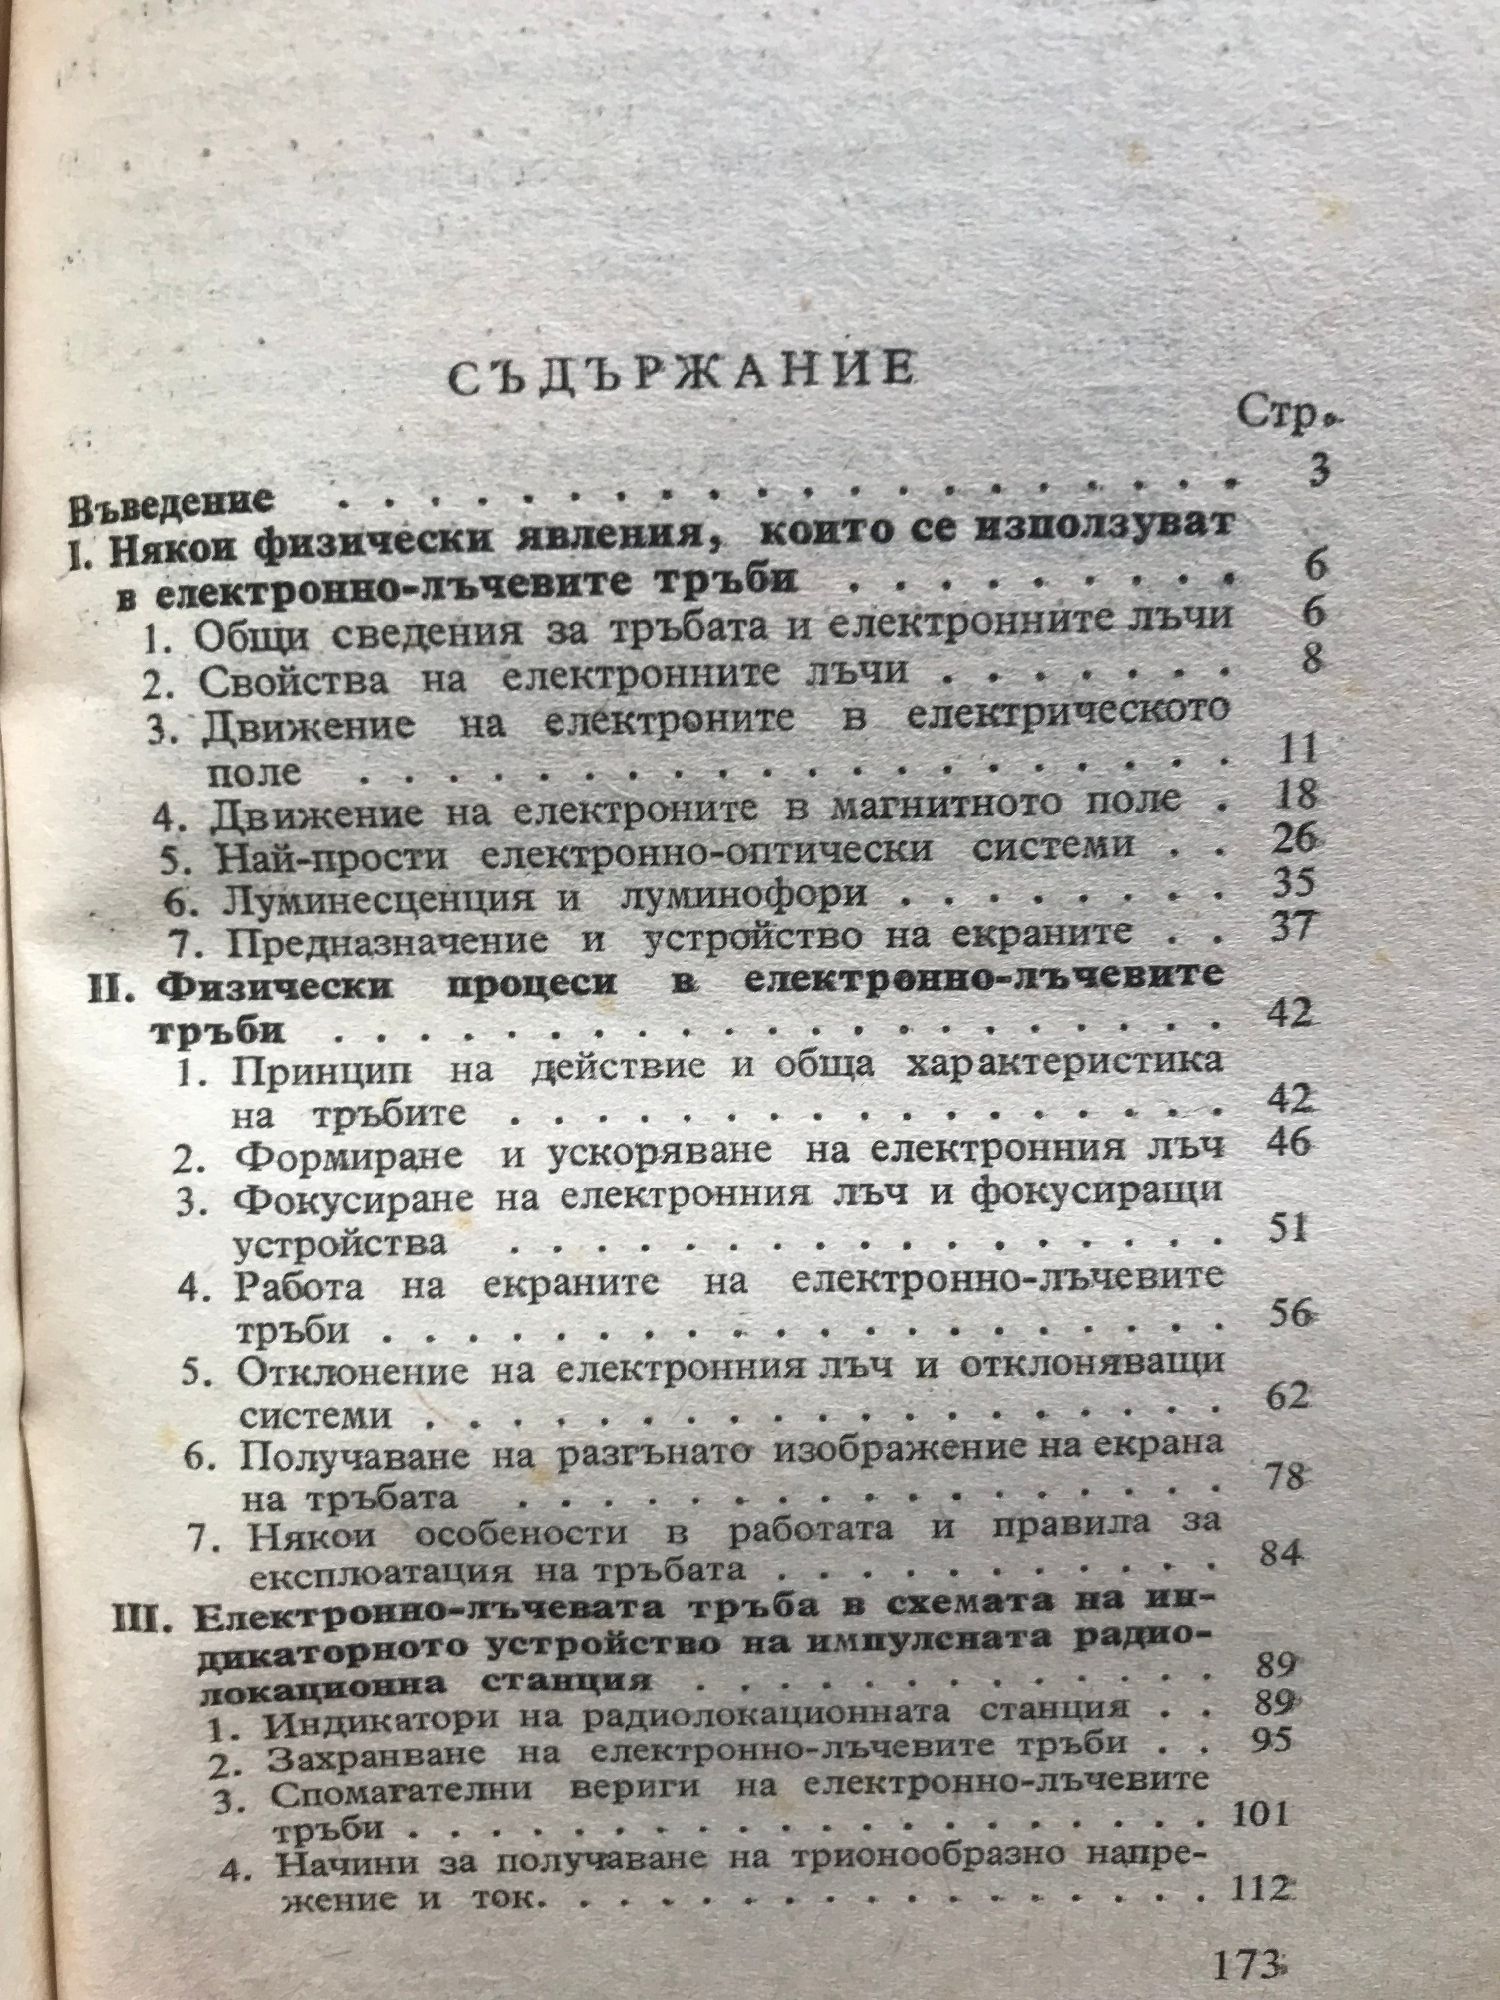 СЪДЪРЖАНИЕ
Стр.
Въведение . . . . . . . . . . . . . . . . . . . . . 3
I. Някои физически явления, които се използуват
в електронно-лъчевите тръби . . . . . . . . . 6
1. Общи сведения за тръбата и електронните лъчи 6
2. Свойства на електронните лъчи . . . . . . . 8
3. Движение на електроните в електрическото
поле . . . . . . . . . . . . . . . . . . . . . 11
4. Движение на електроните в магнитното поле . 18
5. Най-прости електронно-оптически системи . . 26
6. Луминесценция и луминофори . . . . . . . . 35
7. Предназначение и устройство на екраните . . 37
II. Физически процеси в електронно-лъчевите
тръби . . . . . . . . . . . . . . . . . . . . . 42
1. Принцип на действие и обща характеристика
на тръбите . . . . . . . . . . . . . . . . . 42
2. Формиране и ускоряване на електронния лъч 46
3. Фокусиране на електронния лъч и фокусиращи
устройства . . . . . . . . . . . . . . . . . 51
4. Работа на екраните на електронно-лъчевите
тръби . . . . . . . . . . . . . . . . . . . . 56
5. Отклонение на електронния лъч и отклоняващи
системи . . . . . . . . . . . . . . . . . . . 62
6. Получаване на разгънато изображение на екрана
на тръбата . . . . . . . . . . . . . . . . . 78
7. Някои особености в работата и правила за
експлоатация на тръбата . . . . . . . . . . . 84
III. Електронно-лъчевата тръба в схемата на ин-
дикаторното устройство на импулсната радио-
локационна станция . . . . . . . . . . . . . 89
1. Индикатори на радиолокационната станция . . 89
2. Захранване на електронно-лъчевите тръби . . 95
3. Спомагателни вериги на електронно-лъчевите
тръби . . . . . . . . . . . . . . . . . . . . 101
4. Начини за получаване на трионообразно напре-
жение и ток. . . . . . . . . . . . . . . . . 112
173